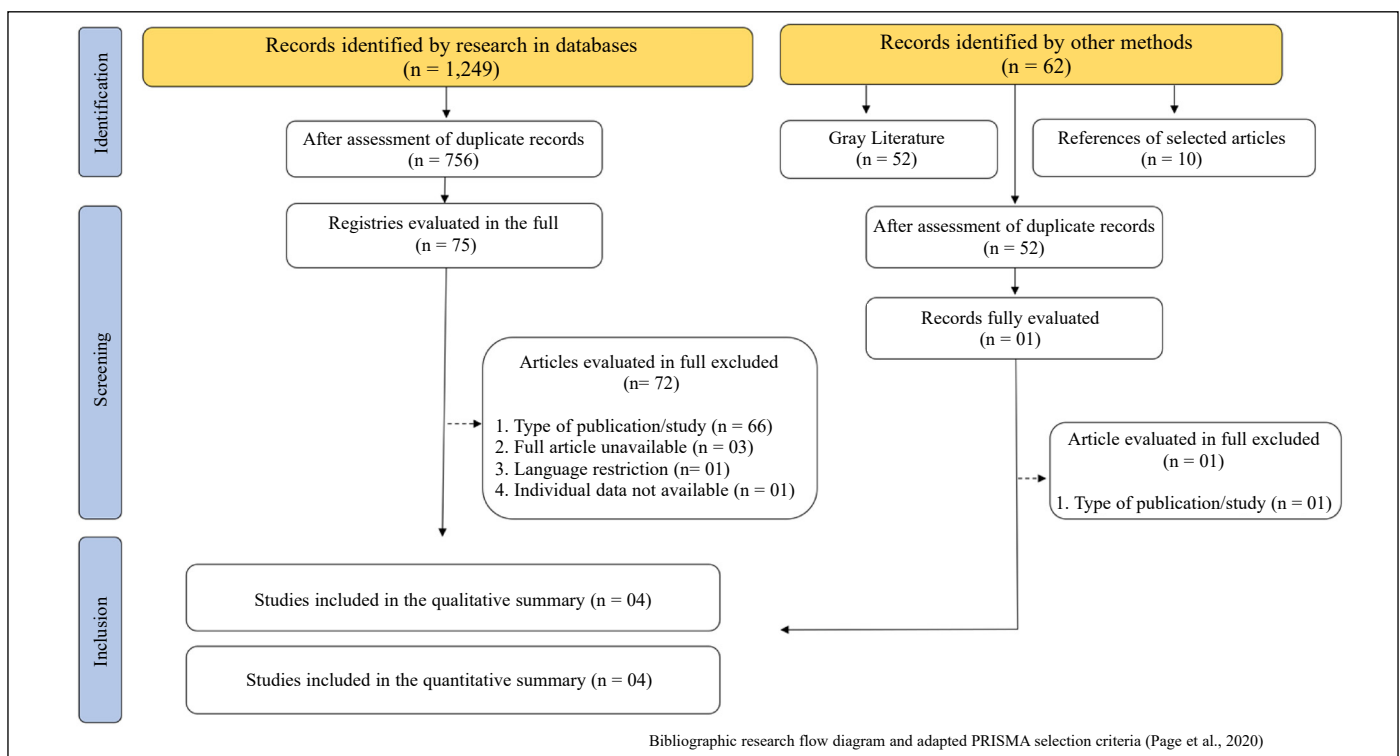 Identification
Records identified by research in databases
(n = 1,249)
Records identified by other methods
(n = 62)
After assessment of duplicate records
(n = 756)
Gray Literature
(n = 52)
References of selected articles
(n = 10)
Screening
Registries evaluated in the full
(n = 75)
After assessment of duplicate records
(n = 52)
Records fully evaluated
(n = 01)
Articles evaluated in full excluded
(n= 72)
1. Type of publication/study (n = 66)
2. Full article unavailable (n = 03)
3. Language restriction (n= 01)
4. Individual data not available (n = 01)
Article evaluated in full excluded
(n = 01)
1. Type of publication/study (n = 01)
Inclusion
Studies included in the qualitative summary (n = 04)
Studies included in the quantitative summary (n = 04)
Bibliographic research flow diagram and adapted PRISMA selection criteria (Page et al., 2020)